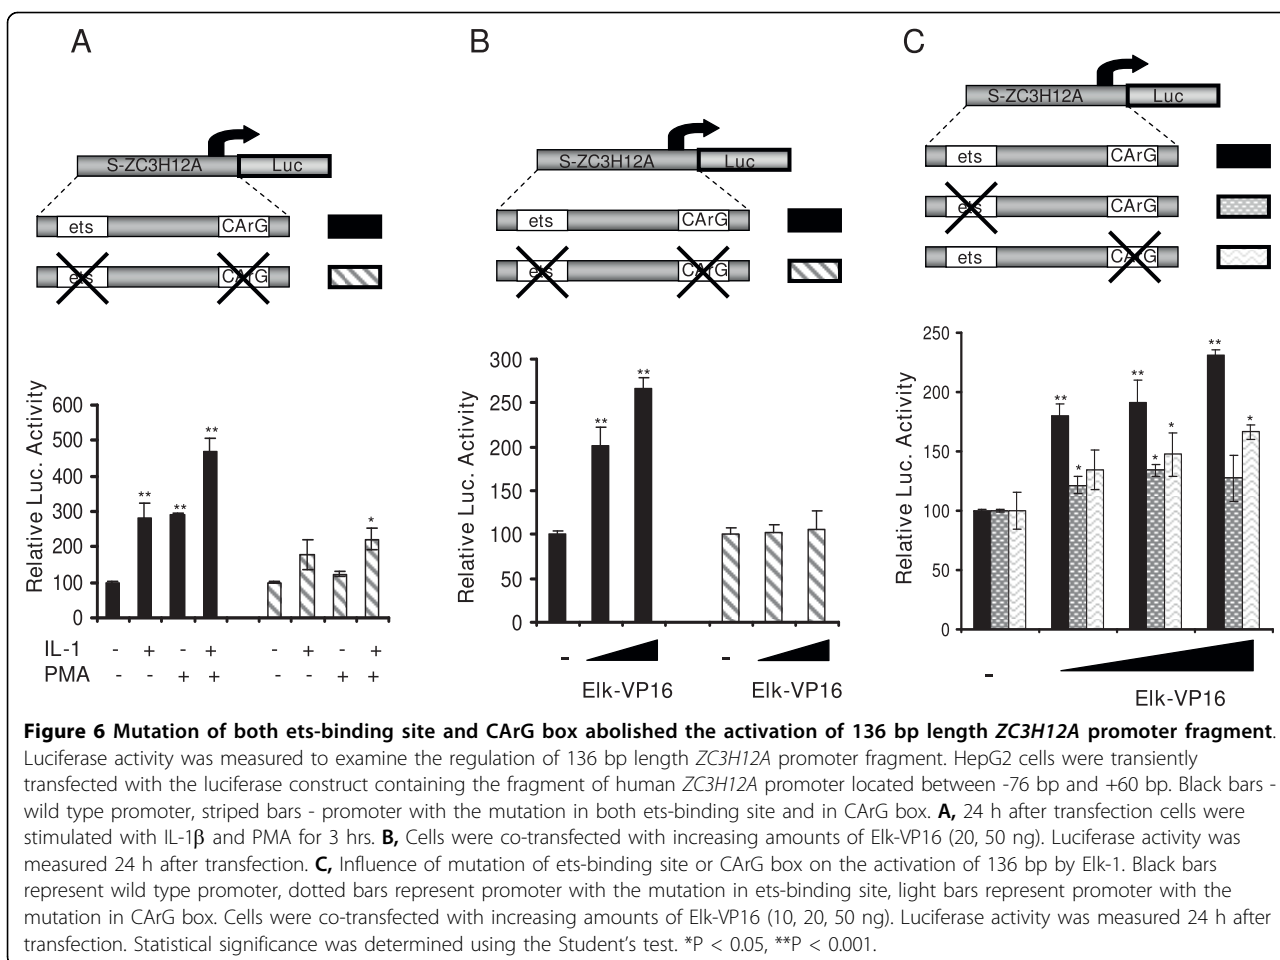 A
S-ZC3H12A
Luc
ets
CArG
ets
CArG
Relative Luc. Activity
600
500
400
300
200
100
0
**
**
**
*
IL-1 - + - + - + - +
PMA - - + + - - + +
B
S-ZC3H12A
Luc
ets
CArG
ets
CArG
Relative Luc. Activity
300
250
200
150
100
50
0
**
**
- -
Elk-VP16 Elk-VP16
C
S-ZC3H12A
Luc
ets
CArG
ets
CArG
ets
CArG
Relative Luc. Activity
250
200
150
100
50
0
**
*
**
*
*
**
*
-
Elk-VP16
Figure 6 Mutation of both ets-binding site and CArG box abolished the activation of 136 bp length ZC3H12A promoter fragment.
Luciferase activity was measured to examine the regulation of 136 bp length ZC3H12A promoter fragment. HepG2 cells were transiently
transfected with the luciferase construct containing the fragment of human ZC3H12A promoter located between -76 bp and +60 bp. Black bars -
wild type promoter, striped bars - promoter with the mutation in both ets-binding site and in CArG box. A, 24 h after transfection cells were
stimulated with IL-1β and PMA for 3 hrs. B, Cells were co-transfected with increasing amounts of Elk-VP16 (20, 50 ng). Luciferase activity was
measured 24 h after transfection. C, Influence of mutation of ets-binding site or CArG box on the activation of 136 bp by Elk-1. Black bars
represent wild type promoter, dotted bars represent promoter with the mutation in ets-binding site, light bars represent promoter with the
mutation in CArG box. Cells were co-transfected with increasing amounts of Elk-VP16 (10, 20, 50 ng). Luciferase activity was measured 24 h after
transfection. Statistical significance was determined using the Student's test. *P < 0.05, **P < 0.001.